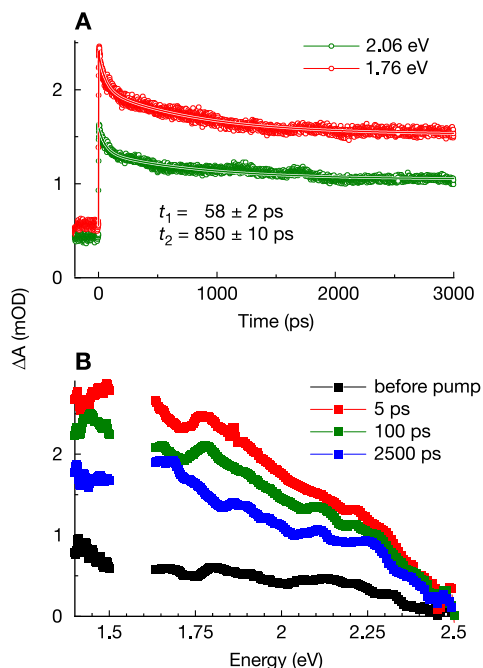 A
2.06 eV
1.76 eV
2
1
0
t₁ = 58 ± 2 ps
t₂ = 850 ± 10 ps
0 1000 2000 3000
Time (ps)
ΔA (mOD)
B
before pump
5 ps
100 ps
2500 ps
2
1
0
1.5 1.75 2 2.25 2.5
Energy (eV)